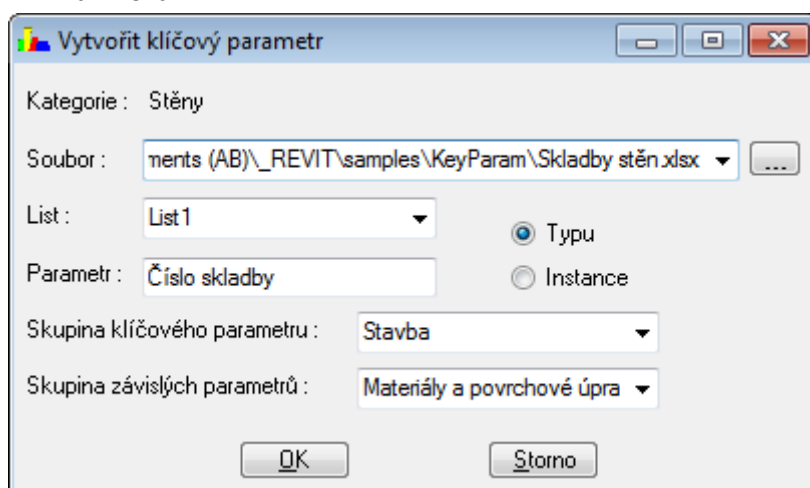 Vytvořit klíčový parametr
Kategorie : Stěny
Soubor : ments (AB)\_REVIT\samples\KeyParam\Skladby stěn.xlsx ...
List : List1
Typu
Parametr : Číslo skladby
Instance
Skupina klíčového parametru : Stavba
Skupina závislých parametrů : Materiály a povrchové úpra
OK Storno